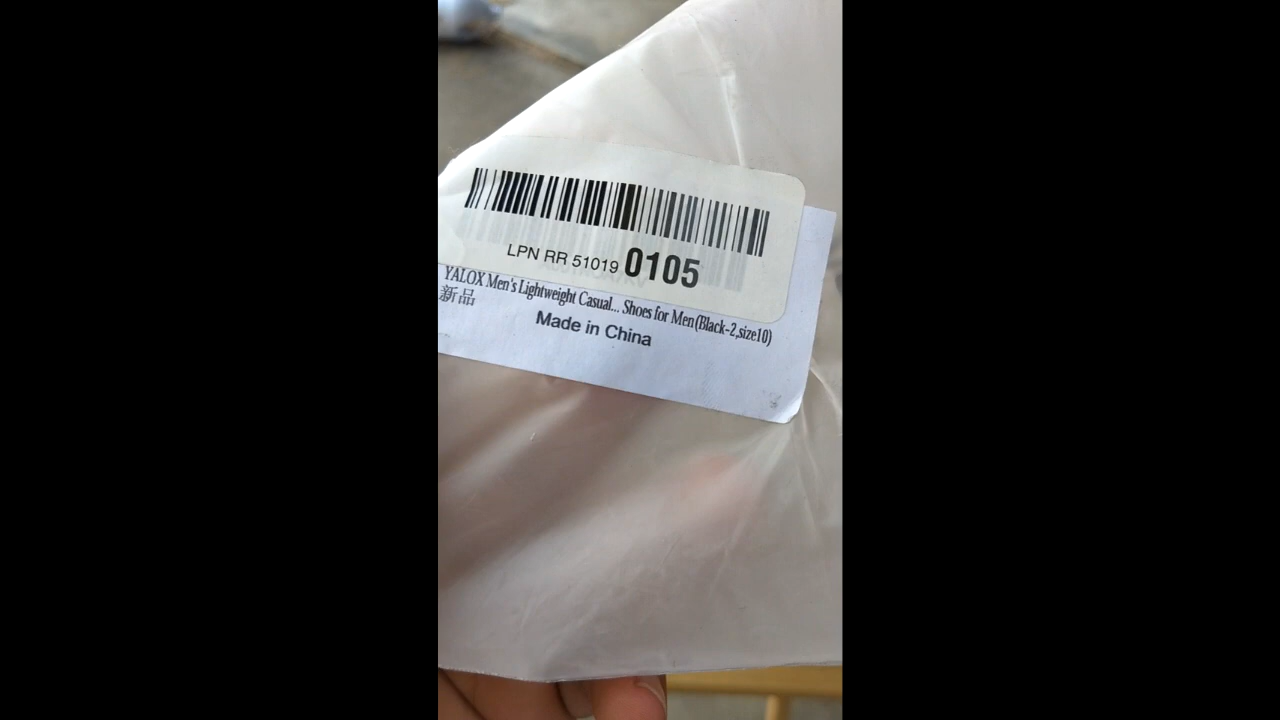 LPN RR 51019 0105
YALOX Men's Lightweight Casual... Shoes for Men(Black-2,size10)
新品
Made in China